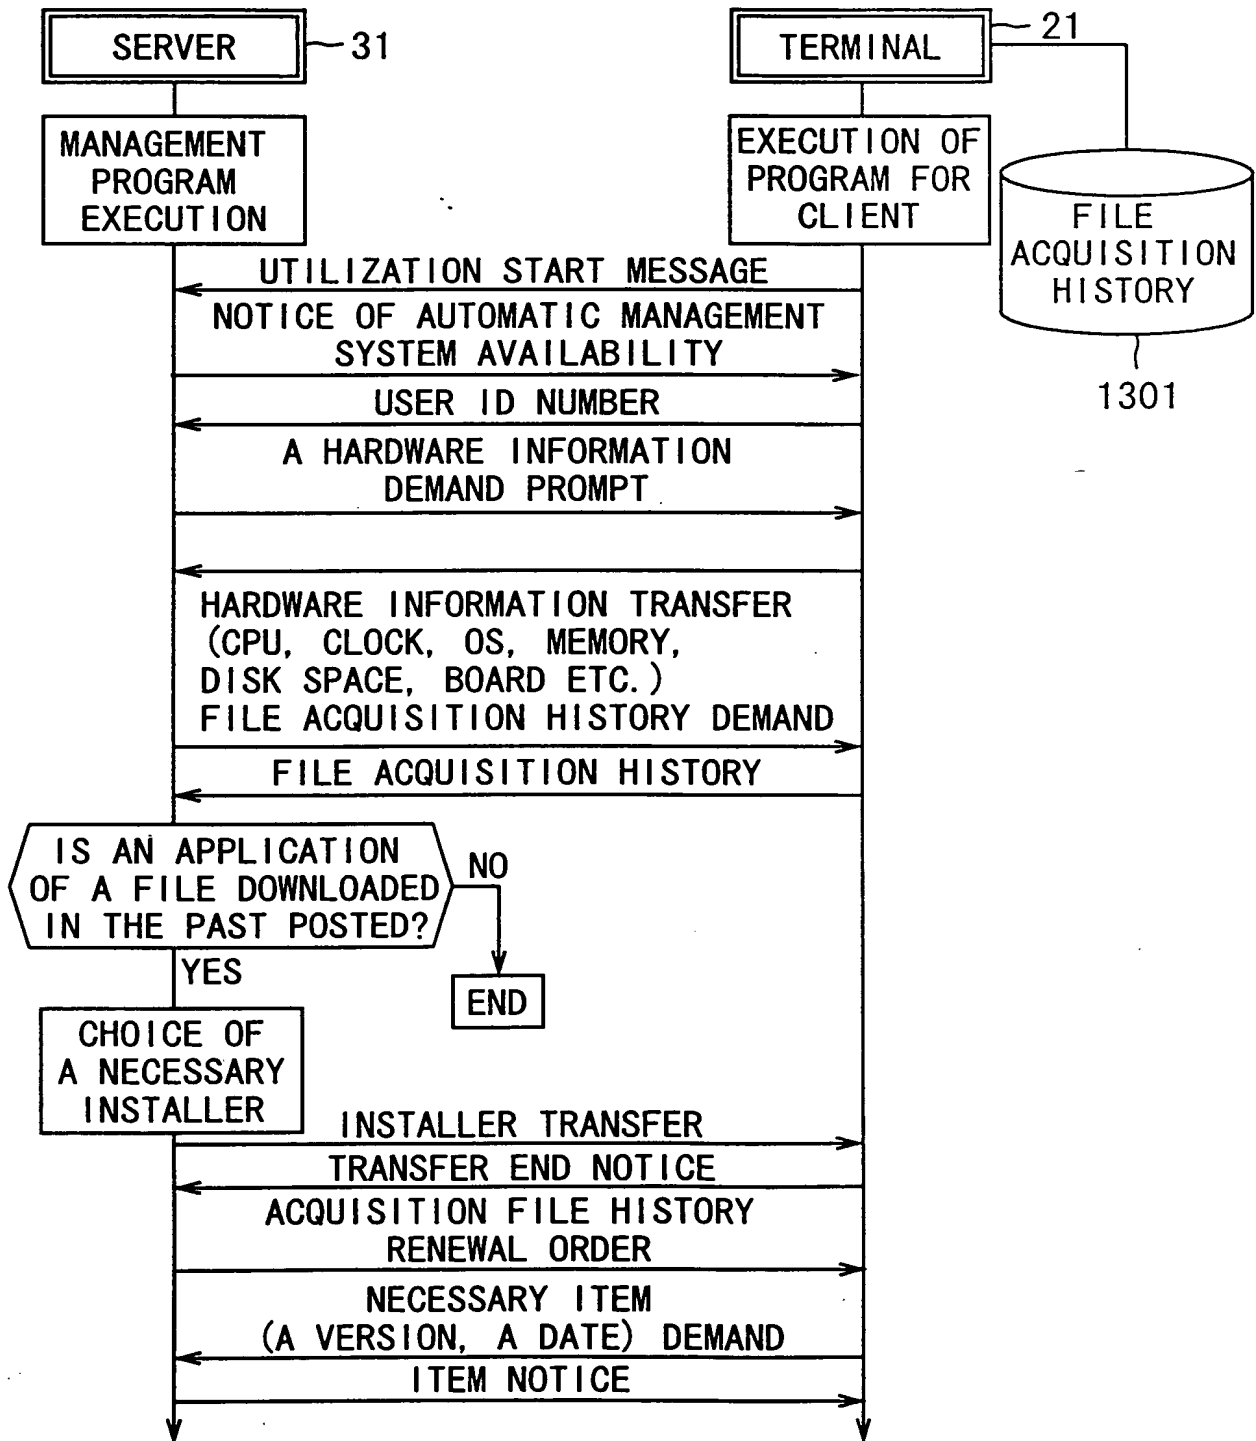 SERVER
31
TERMINAL
21
MANAGEMENT
PROGRAM
EXECUTION
EXECUTION OF
PROGRAM FOR
CLIENT
FILE
ACQUISITION
HISTORY
1301
UTILIZATION START MESSAGE
NOTICE OF AUTOMATIC MANAGEMENT
SYSTEM AVAILABILITY
USER ID NUMBER
A HARDWARE INFORMATION
DEMAND PROMPT
HARDWARE INFORMATION TRANSFER
(CPU, CLOCK, OS, MEMORY,
DISK SPACE, BOARD ETC.)
FILE ACQUISITION HISTORY DEMAND
FILE ACQUISITION HISTORY
IS AN APPLICATION
OF A FILE DOWNLOADED
IN THE PAST POSTED?
NO
YES
END
CHOICE OF
A NECESSARY
INSTALLER
INSTALLER TRANSFER
TRANSFER END NOTICE
ACQUISITION FILE HISTORY
RENEWAL ORDER
NECESSARY ITEM
(A VERSION, A DATE) DEMAND
ITEM NOTICE